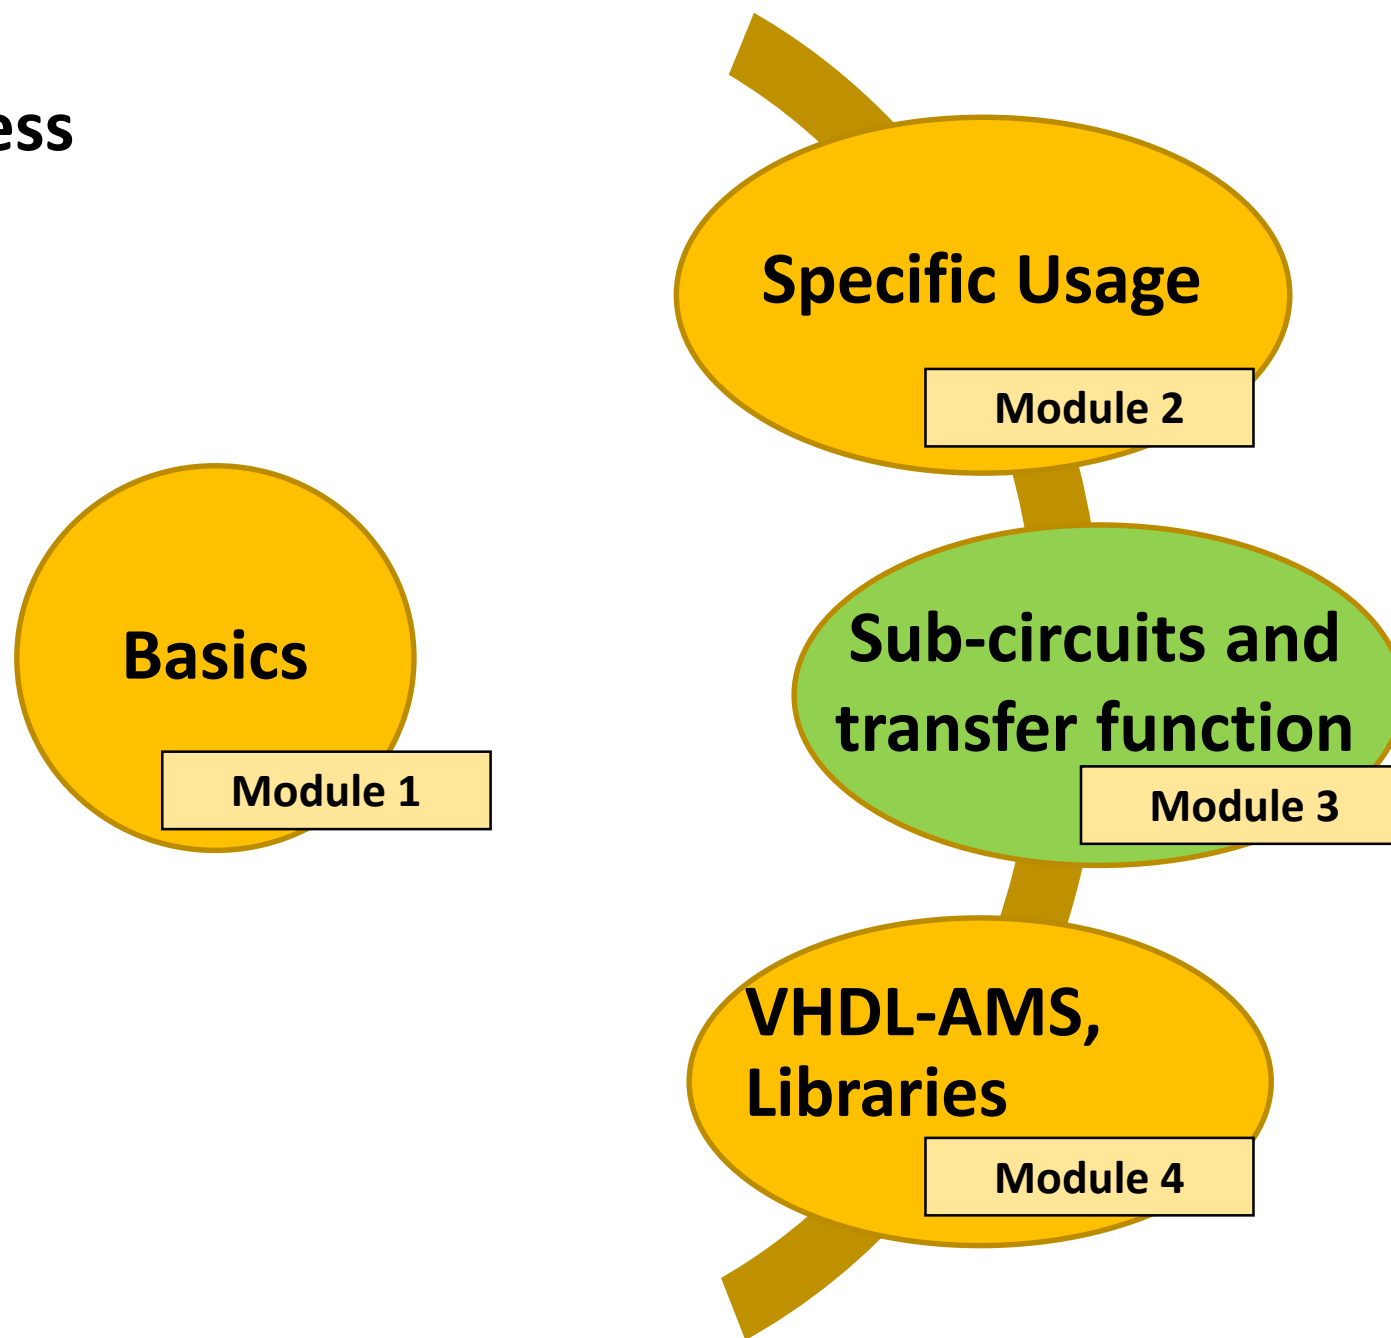 ess
Specific Usage
Module 2
Basics
Module 1
Sub-circuits and
transfer function
Module 3
VHDL-AMS,
Libraries
Module 4